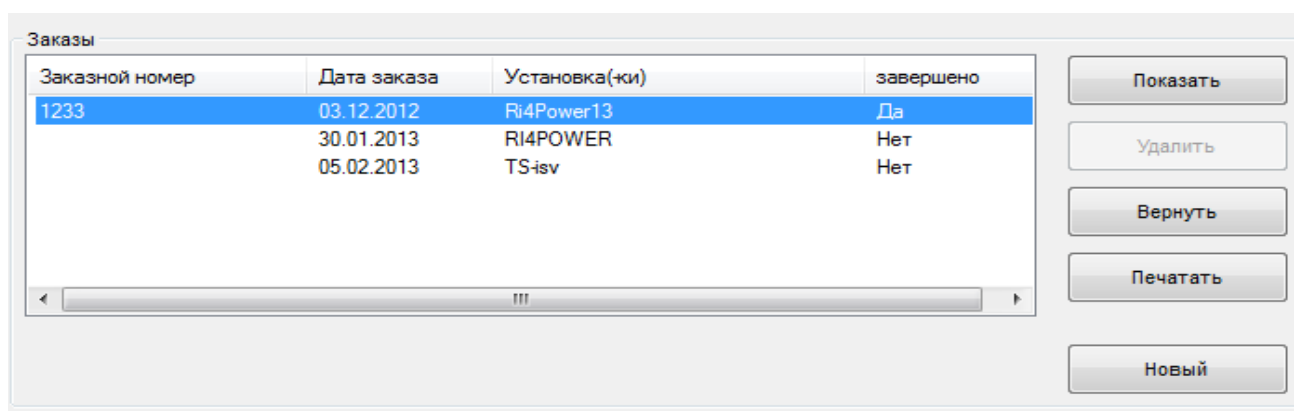 Заказы
Заказной номер Дата заказа Установка(-ки) завершено
1233 03.12.2012 Ri4Power13 Да
30.01.2013 RI4POWER Нет
05.02.2013 TS-isv Нет
Показать
Удалить
Вернуть
Печатать
Новый